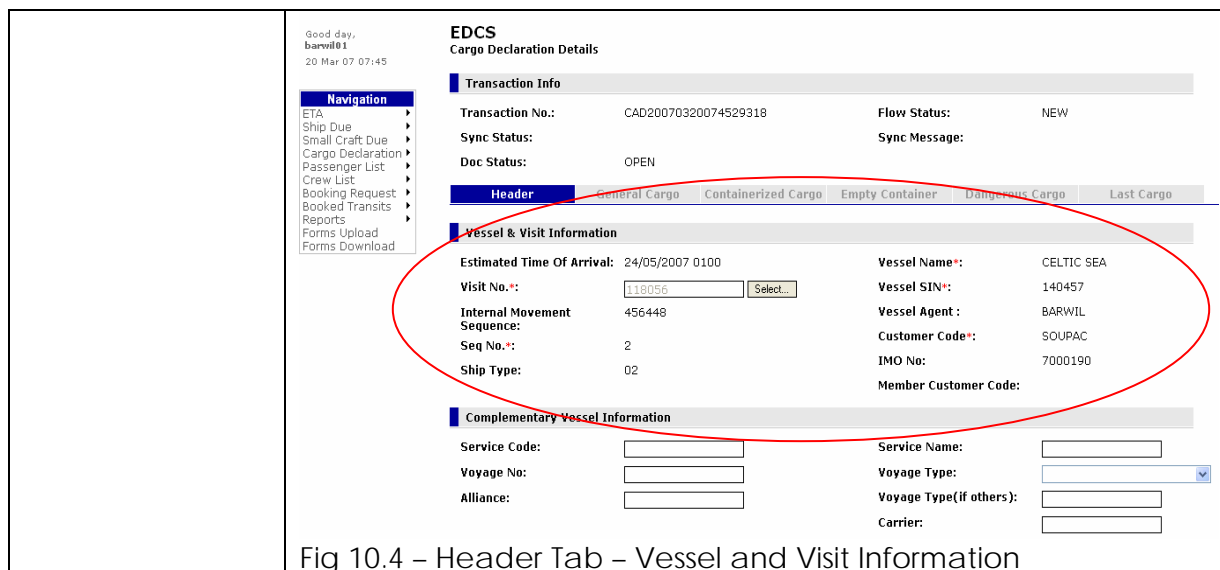 Good day,
barwil01
20 Mar 07 07:45
Navigation
ETA
Ship Due
Small Craft Due
Cargo Declaration
Passenger List
Crew List
Booking Request
Booked Transits
Reports
Forms Upload
Forms Download
EDCS
Cargo Declaration Details
Transaction Info
Transaction No.: CAD20070320074529318 Flow Status: NEW
Sync Status: Sync Message:
Doc Status: OPEN
Header General Cargo Containerized Cargo Empty Container Dangerous Cargo Last Cargo
Vessel & Visit Information
Estimated Time Of Arrival: 24/05/2007 0100 Vessel Name*: CELTIC SEA
Visit No.*: 118056 Select... Vessel SIN*: 140457
Internal Movement Sequence: 456448 Vessel Agent : BARWIL
Customer Code*: SOUPAC
Seq No.*: 2
IMO No: 7000190
Ship Type: 02
Member Customer Code:
Complementary Vessel Information
Service Code: Service Name:
Voyage No: Voyage Type:
Alliance: Voyage Type(if others):
Carrier:
Fig 10.4 – Header Tab – Vessel and Visit Information